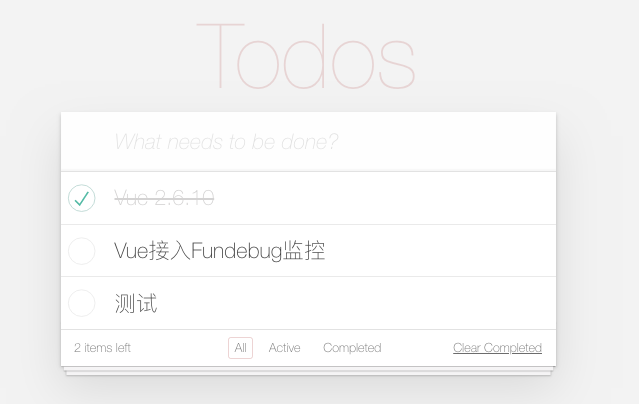 Todos
What needs to be done?
Vue 2.6.10
Vue接入Fundebug监控
测试
2 items left All Active Completed Clear Completed